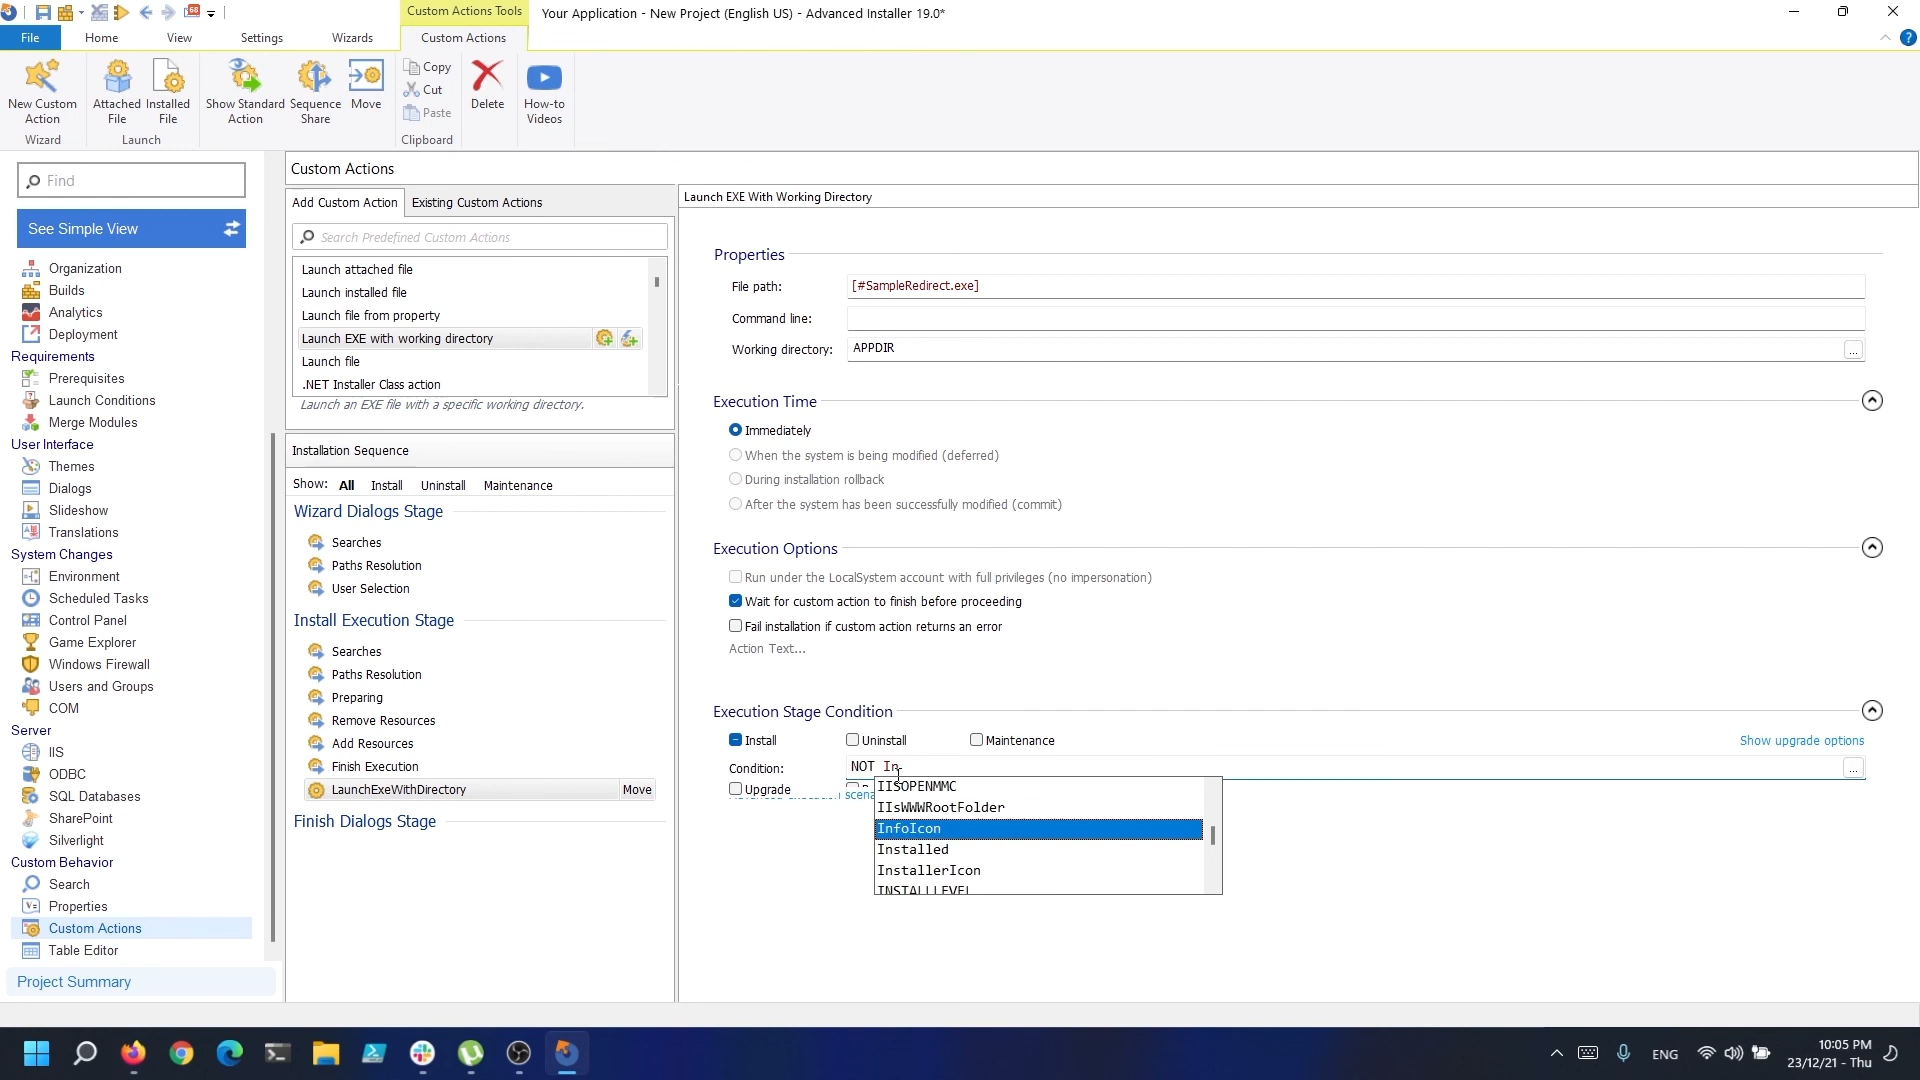 Custom Actions Tools
Your Application - New Project (English US) - Advanced Installer 19.0*
68
File
Home
View
Settings
Wizards
Custom Actions
New Custom
Action
Wizard
Attached
File
Installed
File
Launch
Show Standard
Action
Sequence
Share
Move
Copy
Cut
Paste
Clipboard
Delete
How-to
Videos
Find
See Simple View
Organization
Builds
Analytics
Deployment
Requirements
Prerequisites
Launch Conditions
Merge Modules
User Interface
Themes
Dialogs
Slideshow
Translations
System Changes
Environment
Scheduled Tasks
Control Panel
Game Explorer
Windows Firewall
Users and Groups
COM
Server
IIS
ODBC
SQL Databases
SharePoint
Silverlight
Custom Behavior
Search
Properties
Custom Actions
Table Editor
Project Summary
Custom Actions
Add Custom Action
Existing Custom Actions
Search Predefined Custom Actions
Launch attached file
Launch installed file
Launch file from property
Launch EXE with working directory
Launch file
.NET Installer Class action
Launch an EXE file with a specific working directory.
Installation Sequence
Show: All Install Uninstall Maintenance
Wizard Dialogs Stage
Searches
Paths Resolution
User Selection
Install Execution Stage
Searches
Paths Resolution
Preparing
Remove Resources
Add Resources
Finish Execution
LaunchExeWithDirectory
Move
Finish Dialogs Stage
Launch EXE With Working Directory
Properties
File path: [#SampleRedirect.exe]
Command line:
Working directory: APPDIR ...
Execution Time
Immediately
When the system is being modified (deferred)
During installation rollback
After the system has been successfully modified (commit)
Execution Options
Run under the LocalSystem account with full privileges (no impersonation)
Wait for custom action to finish before proceeding
Fail installation if custom action returns an error
Action Text...
Execution Stage Condition
Install Uninstall Maintenance Show upgrade options
Condition: NOT In ...
Upgrade
IISOPENMMC
IIsWWWRootFolder
InfoIcon
Installed
InstallerIcon
INSTALLLEVEL
ENG
10:05 PM
23/12/21 - Thu